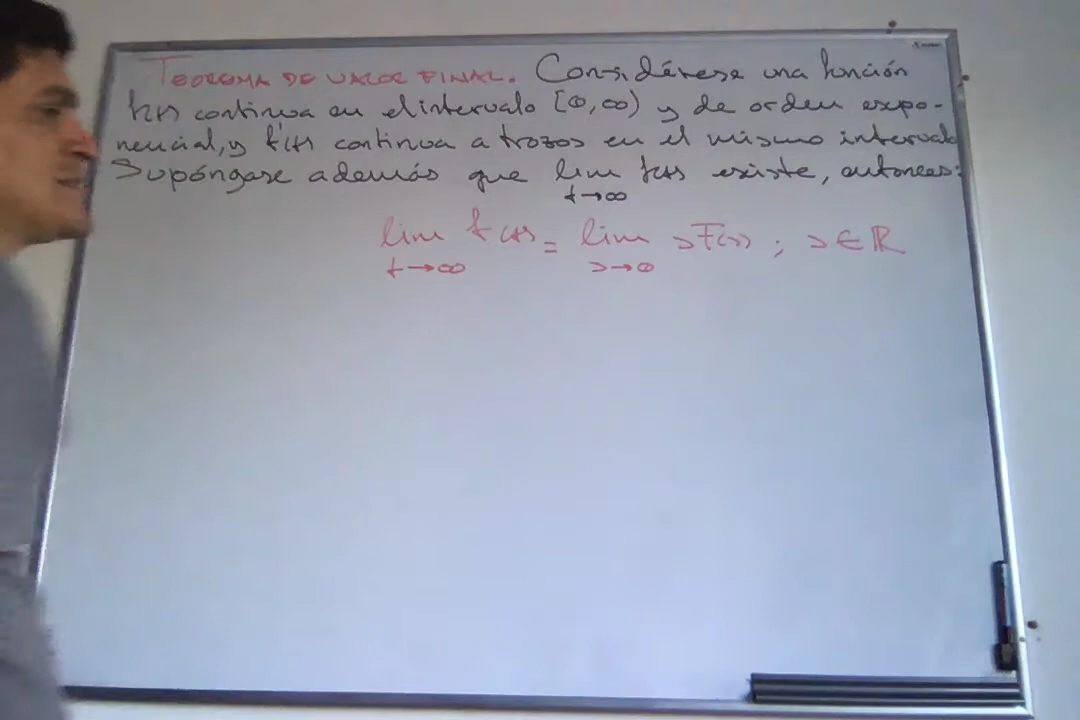 TEOREMA DE VALOR FINAL. Considérese una función
f(t) continua en el intervalo [0,∞) y de orden expo-
nencial, y f'(t) continua a trozos en el mismo intervalo
Supóngase además que lim f(t) existe, entonces:
t→∞
lim f(t) = lim sF(s) ; s∈ℝ
t→∞ s→0